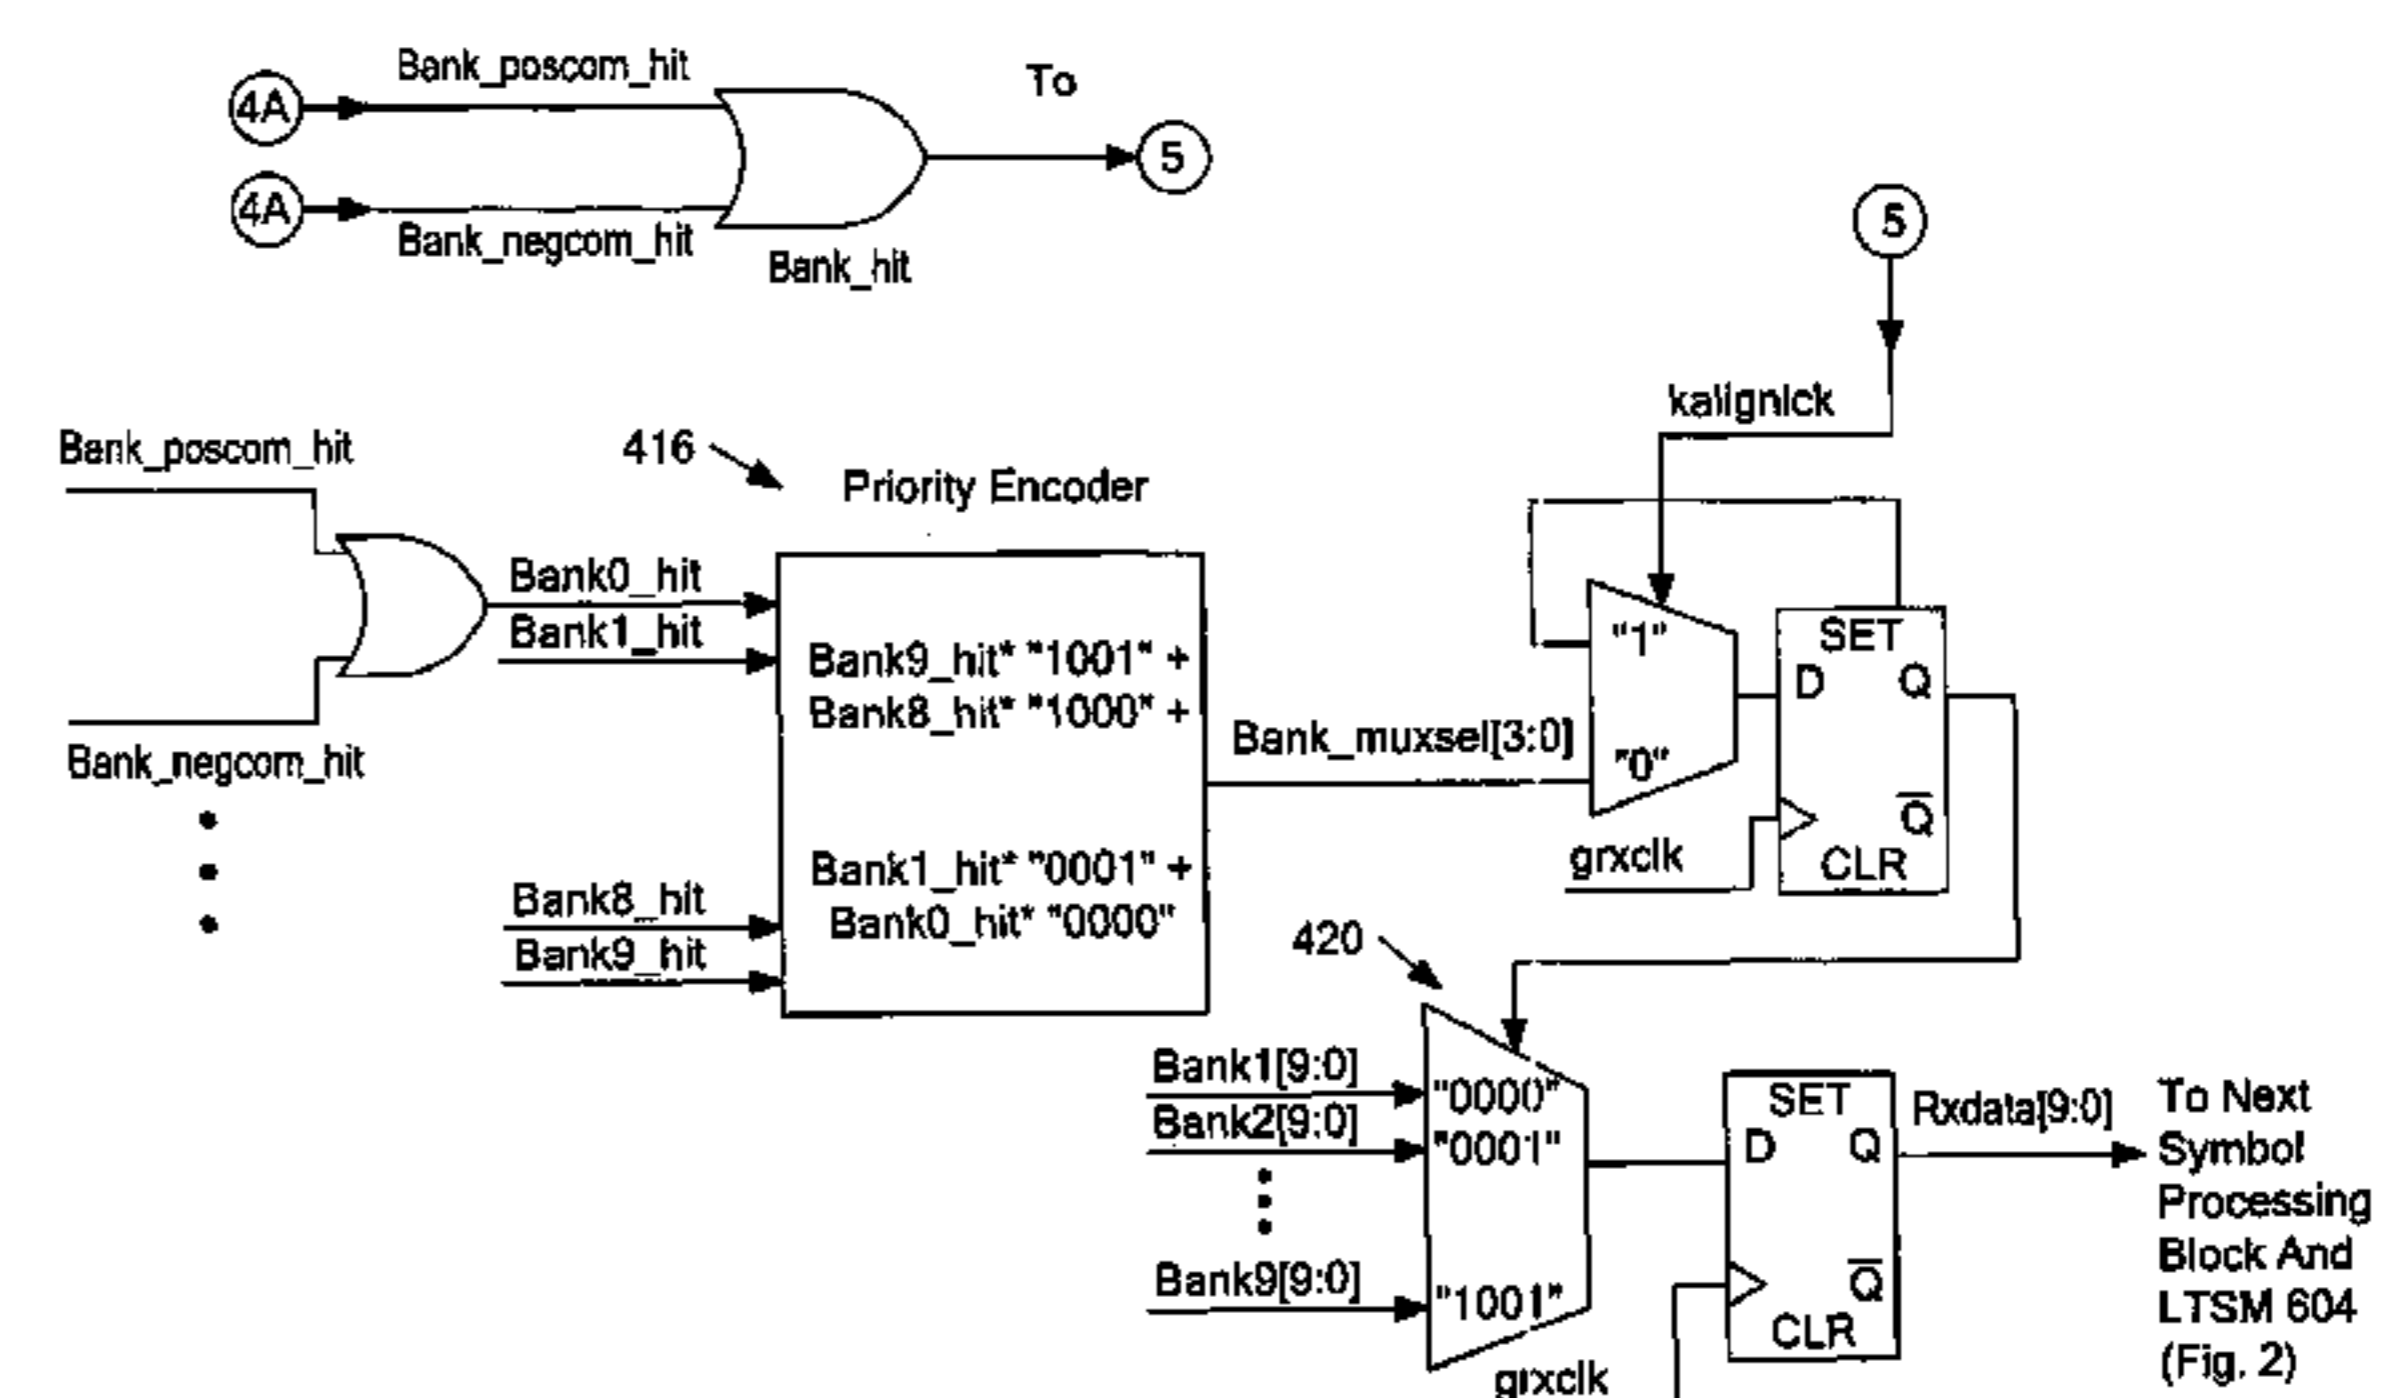 Bank_poscom_hit
To
4A
5
4A
Bank_negcom_hit
Bank_hit
5
kalignlck
Bank_poscom_hit
416
Priority Encoder
Bank0_hit
Bank1_hit
Bank9_hit* "1001" +
Bank8_hit* "1000" +
Bank1_hit* "0001" +
Bank0_hit* "0000"
Bank_negcom_hit
Bank8_hit
Bank9_hit
Bank_muxsel[3:0]
"1"
"0"
SET
D Q
Q
CLR
grxclk
420
Bank1[9:0]
Bank2[9:0]
Bank9[9:0]
"0000"
"0001"
"1001"
SET
D Q
Q
CLR
grxclk
Rxdata[9:0]
To Next
Symbol
Processing
Block And
LTSM 604
(Fig. 2)